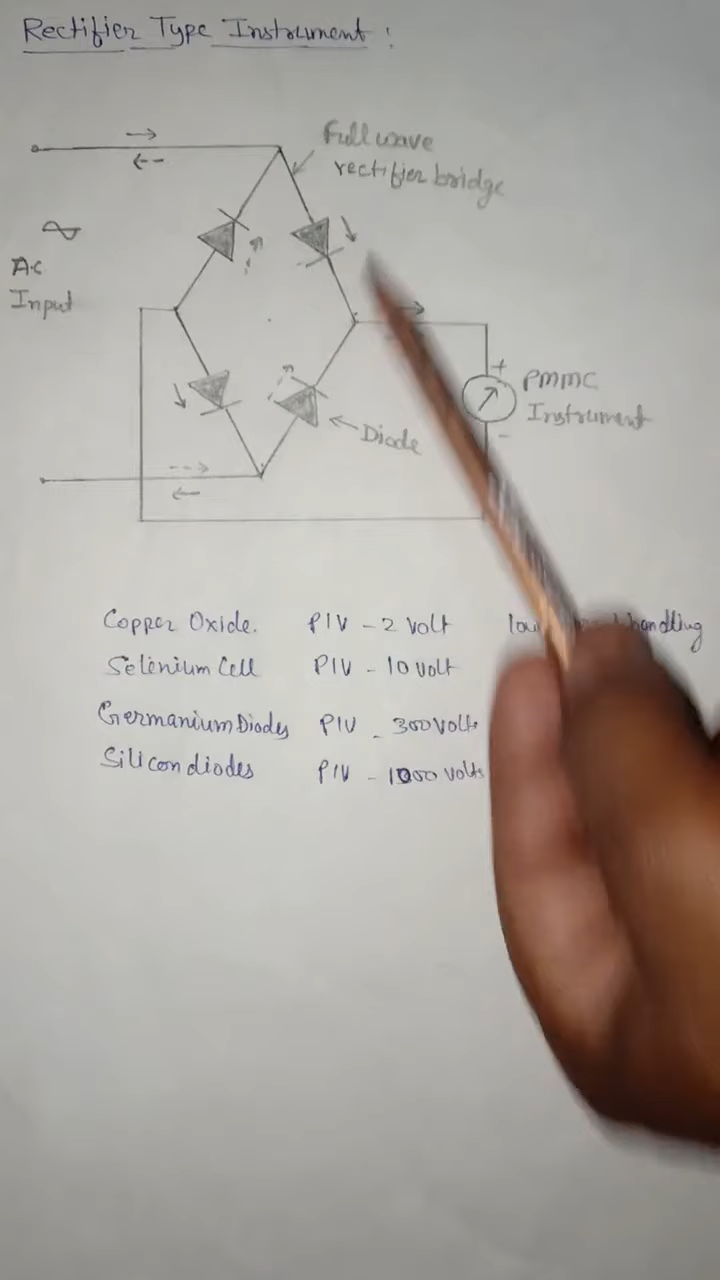 Rectifier Type Instrument :
Full wave
rectifier bridge
A.C
Input
+
PMMC
Instrument
-
Diode
Copper Oxide. PIV - 2 Volt handling
Selenium Cell PIV - 10 volt
Germanium Diodes PIV - 300 Volts
Silicon diodes PIV - 1000 Volts